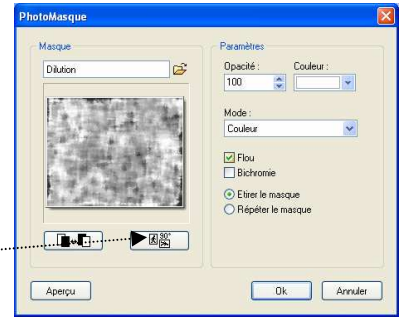 PhotoMasque
Masque
Dilution
90°
Aperçu
Paramètres
Opacité :
Couleur :
100
Mode :
Couleur
Flou
Bichromie
Etirer le masque
Répéter le masque
Ok
Annuler